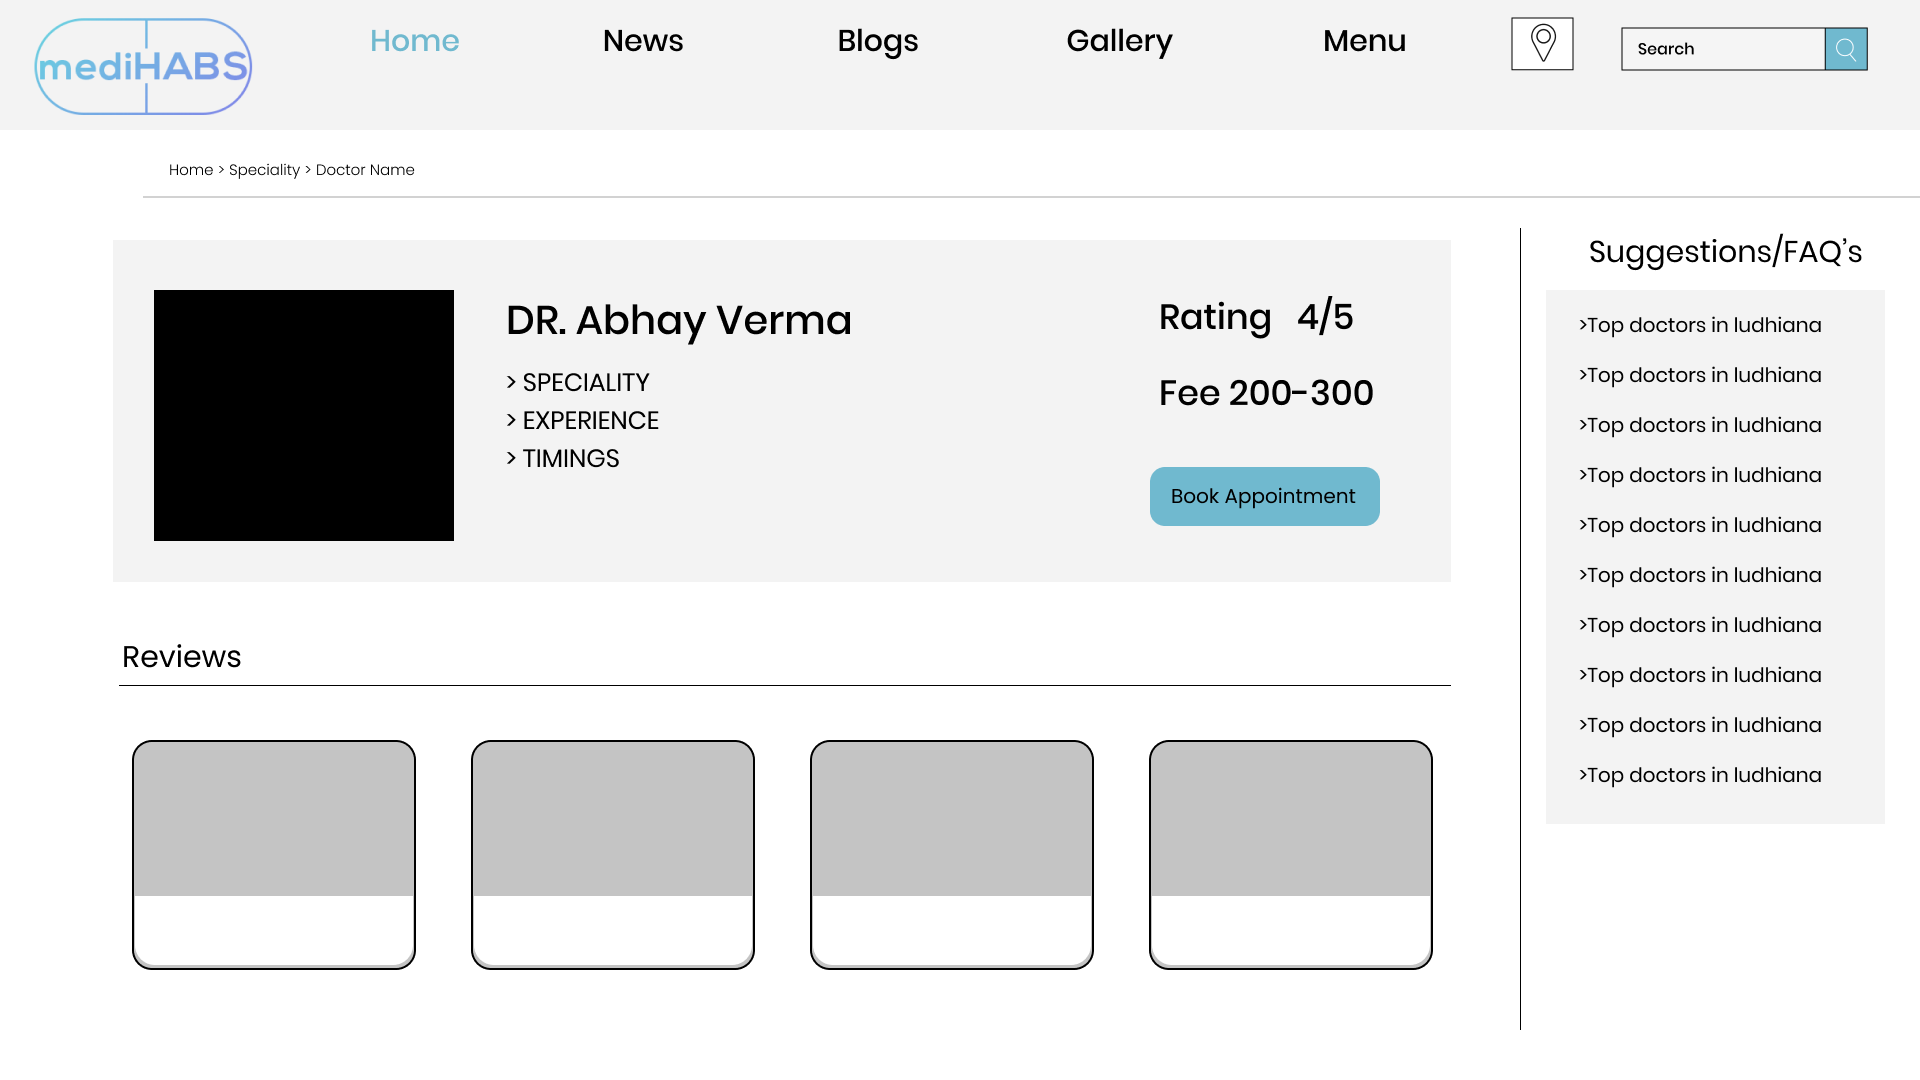 mediHABS
Home
News
Blogs
Gallery
Menu
Search
Home > Speciality > Doctor Name
DR. Abhay Verma
> SPECIALITY
> EXPERIENCE
> TIMINGS
Rating 4/5
Fee 200-300
Book Appointment
Reviews
Suggestions/FAQ’s
>Top doctors in ludhiana
>Top doctors in ludhiana
>Top doctors in ludhiana
>Top doctors in ludhiana
>Top doctors in ludhiana
>Top doctors in ludhiana
>Top doctors in ludhiana
>Top doctors in ludhiana
>Top doctors in ludhiana
>Top doctors in ludhiana